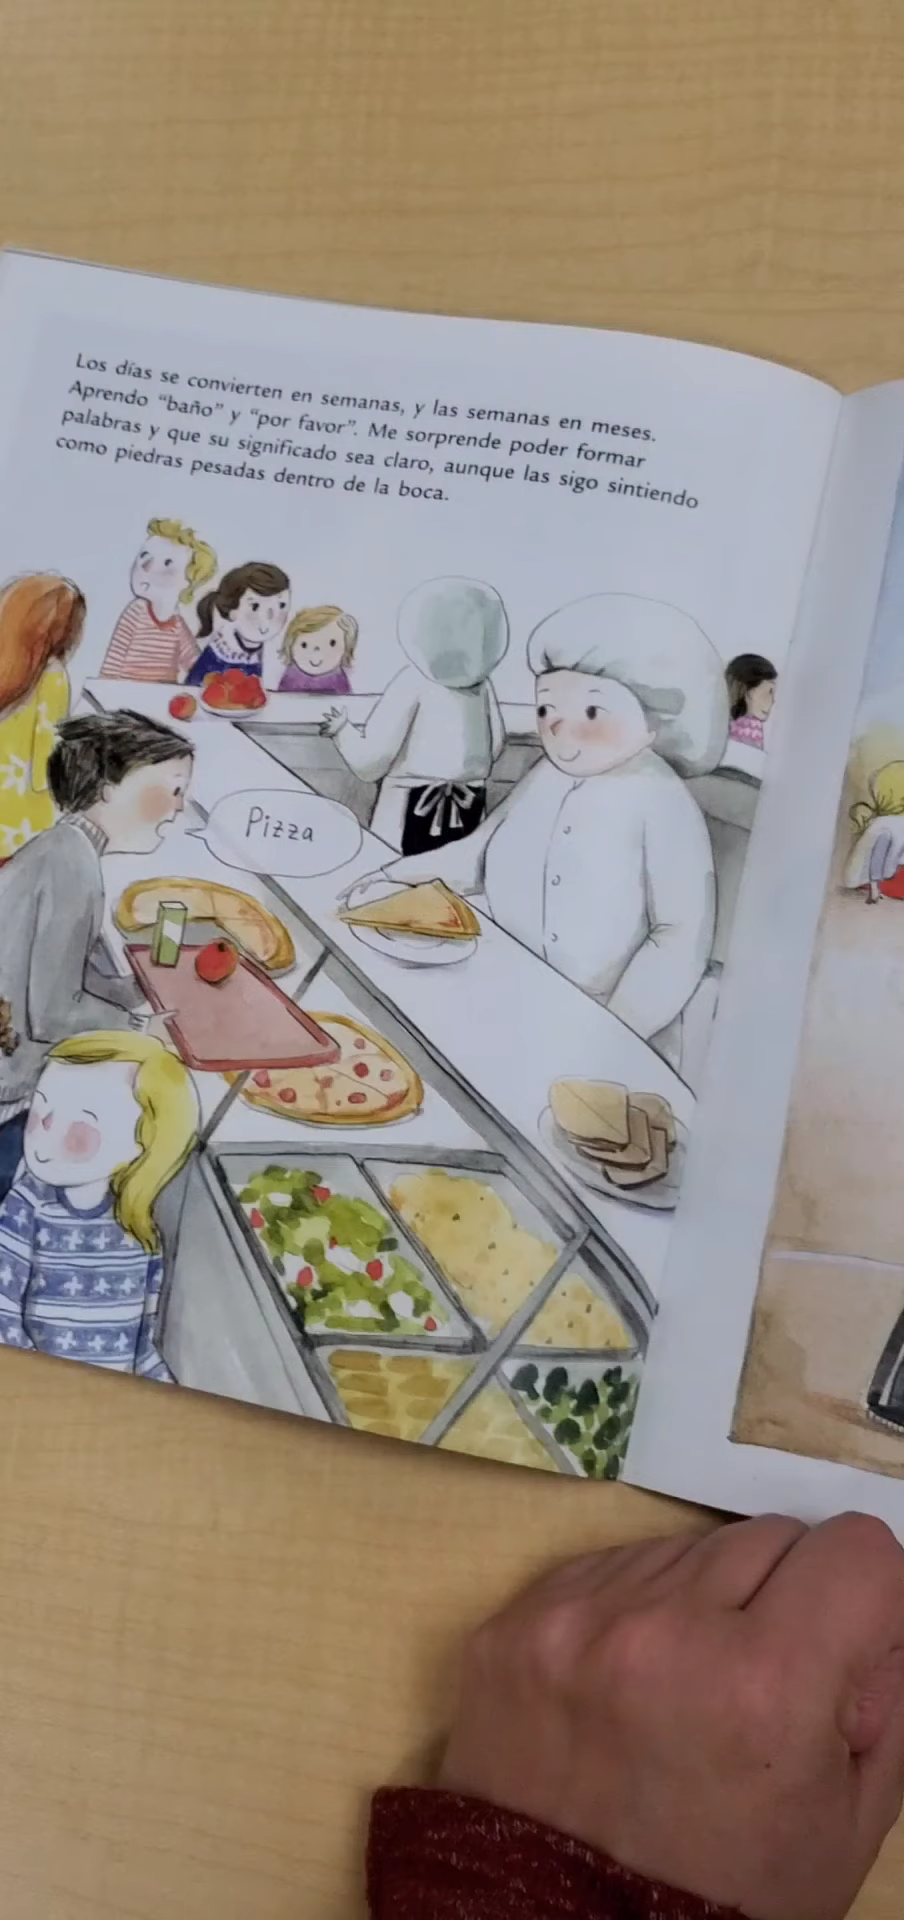 Los días se convierten en semanas, y las semanas en meses.
Aprendo “baño” y “por favor”. Me sorprende poder formar
palabras y que su significado sea claro, aunque las sigo sintiendo
como piedras pesadas dentro de la boca.
Pizza